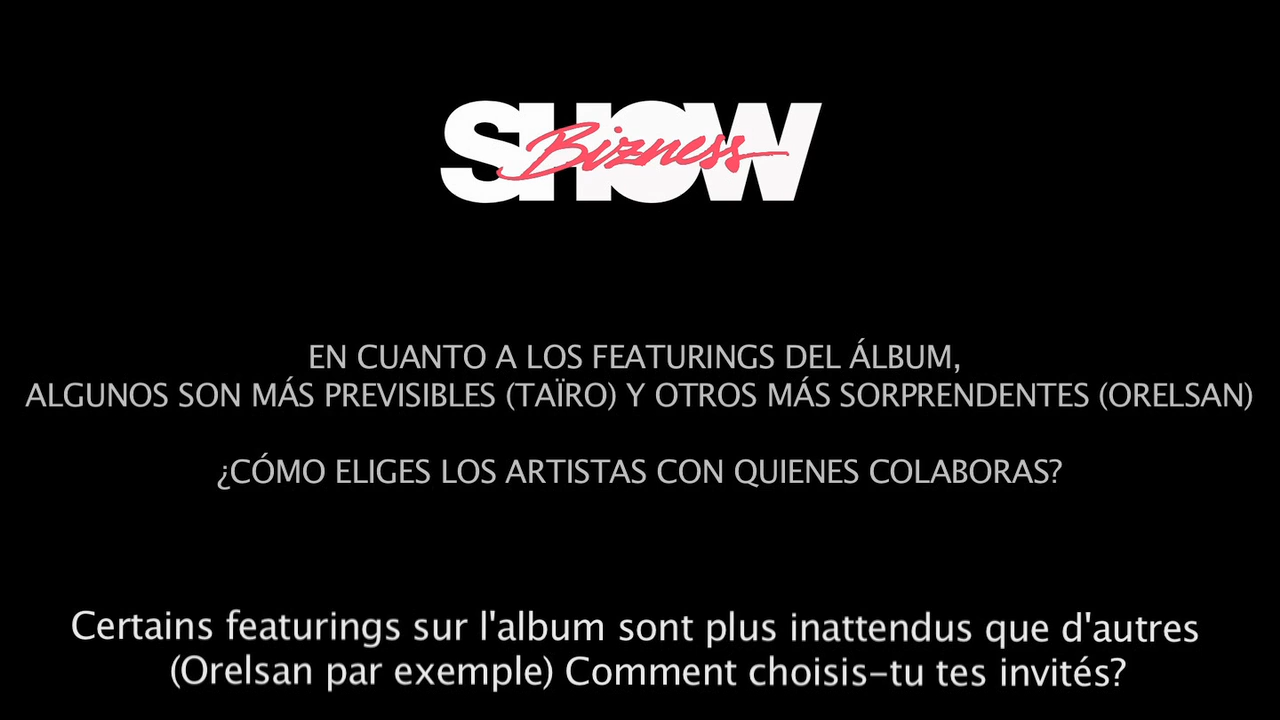 SHOW
Bizness
EN CUANTO A LOS FEATURINGS DEL ÁLBUM,
ALGUNOS SON MÁS PREVISIBLES (TAÏRO) Y OTROS MÁS SORPRENDENTES (ORELSAN)
¿CÓMO ELIGES LOS ARTISTAS CON QUIENES COLABORAS?
Certains featurings sur l'album sont plus inattendus que d'autres
(Orelsan par exemple) Comment choisis-tu tes invités?